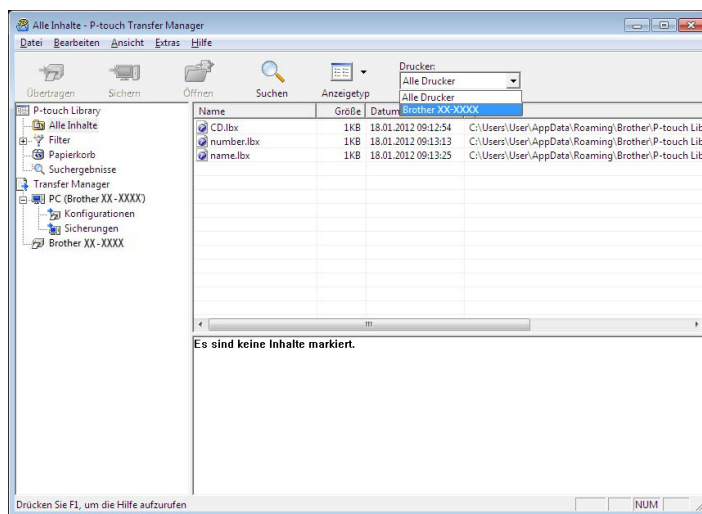 Alle Inhalte - P-touch Transfer Manager
Datei Bearbeiten Ansicht Extras Hilfe
Übertragen Sichern Öffnen Suchen Anzeigetyp
Drucker:
Alle Drucker
Alle Drucker
Brother XX-XXXX
P-touch Library
Alle Inhalte
Filter
Papierkorb
Suchergebnisse
Transfer Manager
PC (Brother XX-XXXX)
Konfigurationen
Sicherungen
Brother XX-XXXX
Name Größe Datum
CD.lbx 1KB 18.01.2012 09:12:54 C:\Users\User\AppData\Roaming\Brother\P-touch Lib
number.lbx 1KB 18.01.2012 09:13:13 C:\Users\User\AppData\Roaming\Brother\P-touch Lib
name.lbx 1KB 18.01.2012 09:13:25 C:\Users\User\AppData\Roaming\Brother\P-touch Lib
Es sind keine Inhalte markiert.
Drücken Sie F1, um die Hilfe aufzurufen
NUM